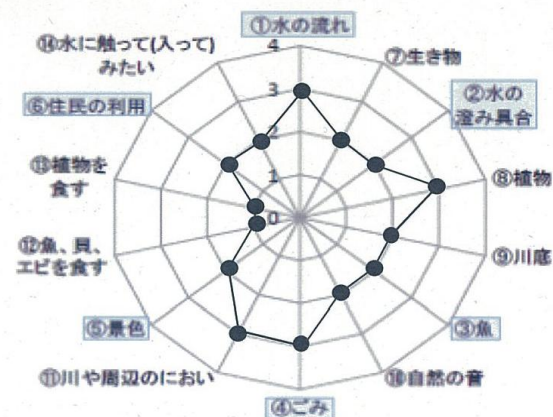 ①水の流れ
⑦生き物
②水の
澄み具合
⑧植物
⑨川底
③魚
⑩自然の音
④ごみ
⑪川や周辺のにおい
⑤景色
⑫魚、貝、
エビを食す
⑬植物を
食す
⑥住民の利用
⑭水に触って(入って)
みたい
4
3
2
1
0